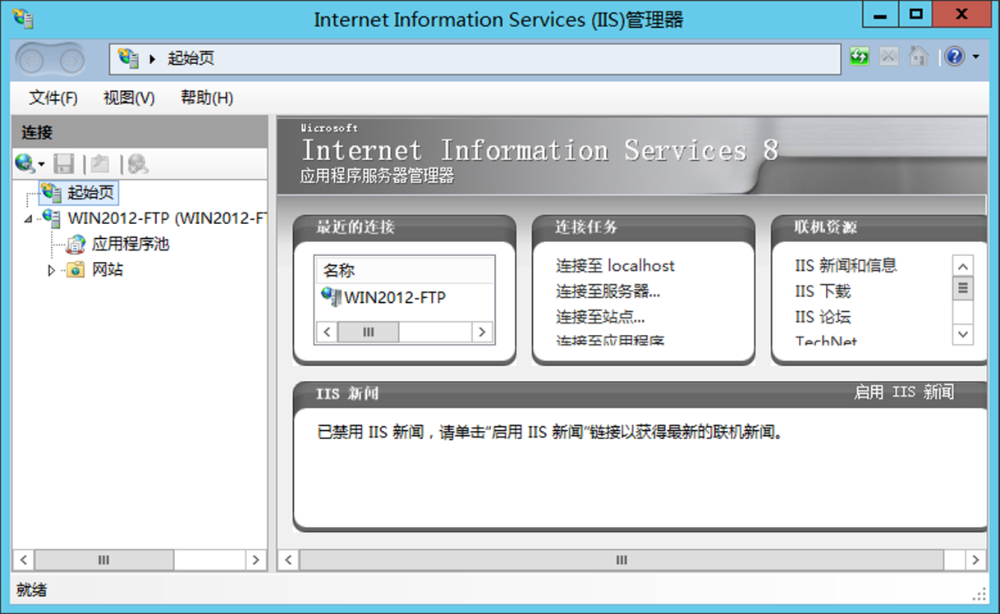 Internet Information Services (IIS)管理器
起始页
文件(F) 视图(V) 帮助(H)
连接
起始页
WIN2012-FTP (WIN2012-FT
应用程序池
网站
Microsoft
Internet Information Services 8
应用程序服务器管理器
最近的连接
名称
WIN2012-FTP
连接任务
连接至 localhost
连接至服务器...
连接至站点...
连接至应用程序
联机资源
IIS 新闻和信息
IIS 下载
IIS 论坛
TechNet
IIS 新闻
启用 IIS 新闻
已禁用 IIS 新闻，请单击“启用 IIS 新闻”链接以获得最新的联机新闻。
就绪